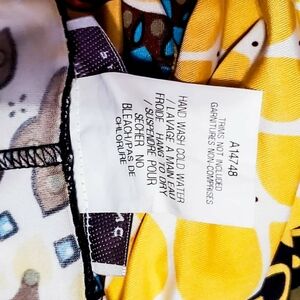 A14748
TRIMS NOT INCLUDED
GARNITURES NON-COMPRISES
HAND WASH COLD WATER
/ LAVAGE A MAIN EAU
FROIDE HANG TO DRY
/ SUSPENDRE POUR
SECHER NO
BLEACH/PAS DE
CHLORURE